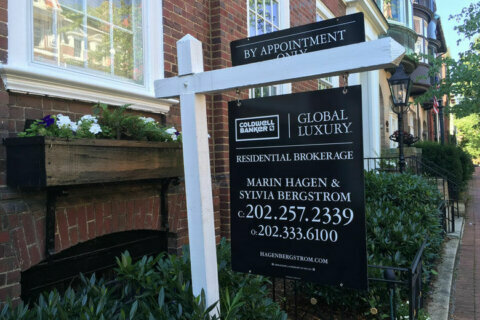 BY APPOINTMENT
ONLY
COLDWELL
BANKER
GLOBAL
LUXURY
RESIDENTIAL BROKERAGE
MARIN HAGEN &
SYLVIA BERGSTROM
C: 202.257.2339
O: 202.333.6100
HAGENBERGSTROM.COM